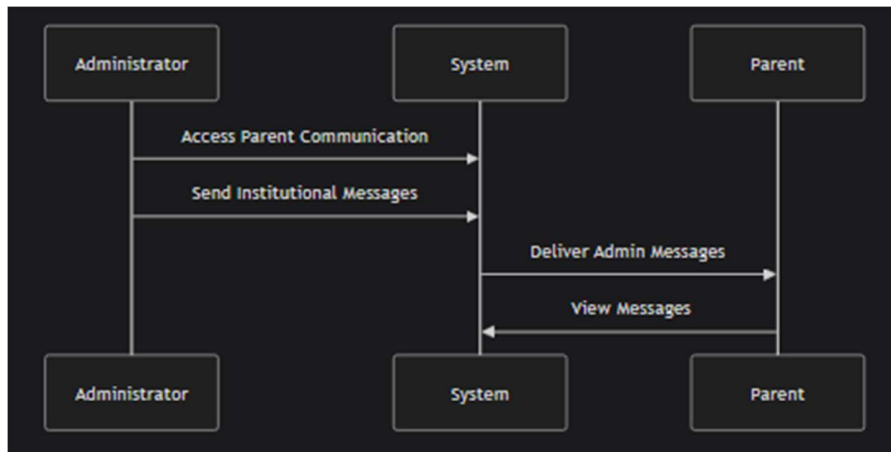 Administrator
System
Parent
Access Parent Communication
Send Institutional Messages
Deliver Admin Messages
View Messages
Administrator
System
Parent